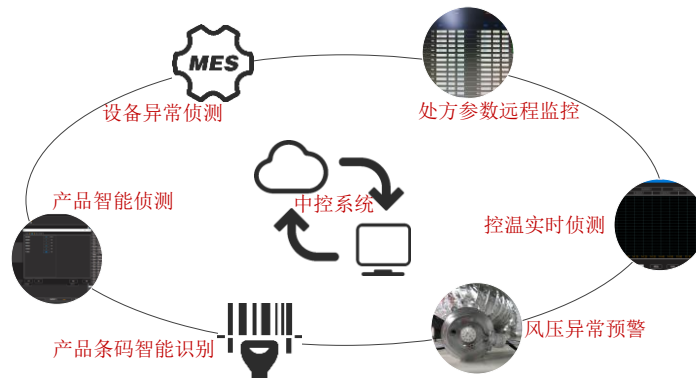 MES
设备异常侦测
处方参数远程监控
产品智能侦测
中控系统
控温实时侦测
风压异常预警
产品条码智能识别